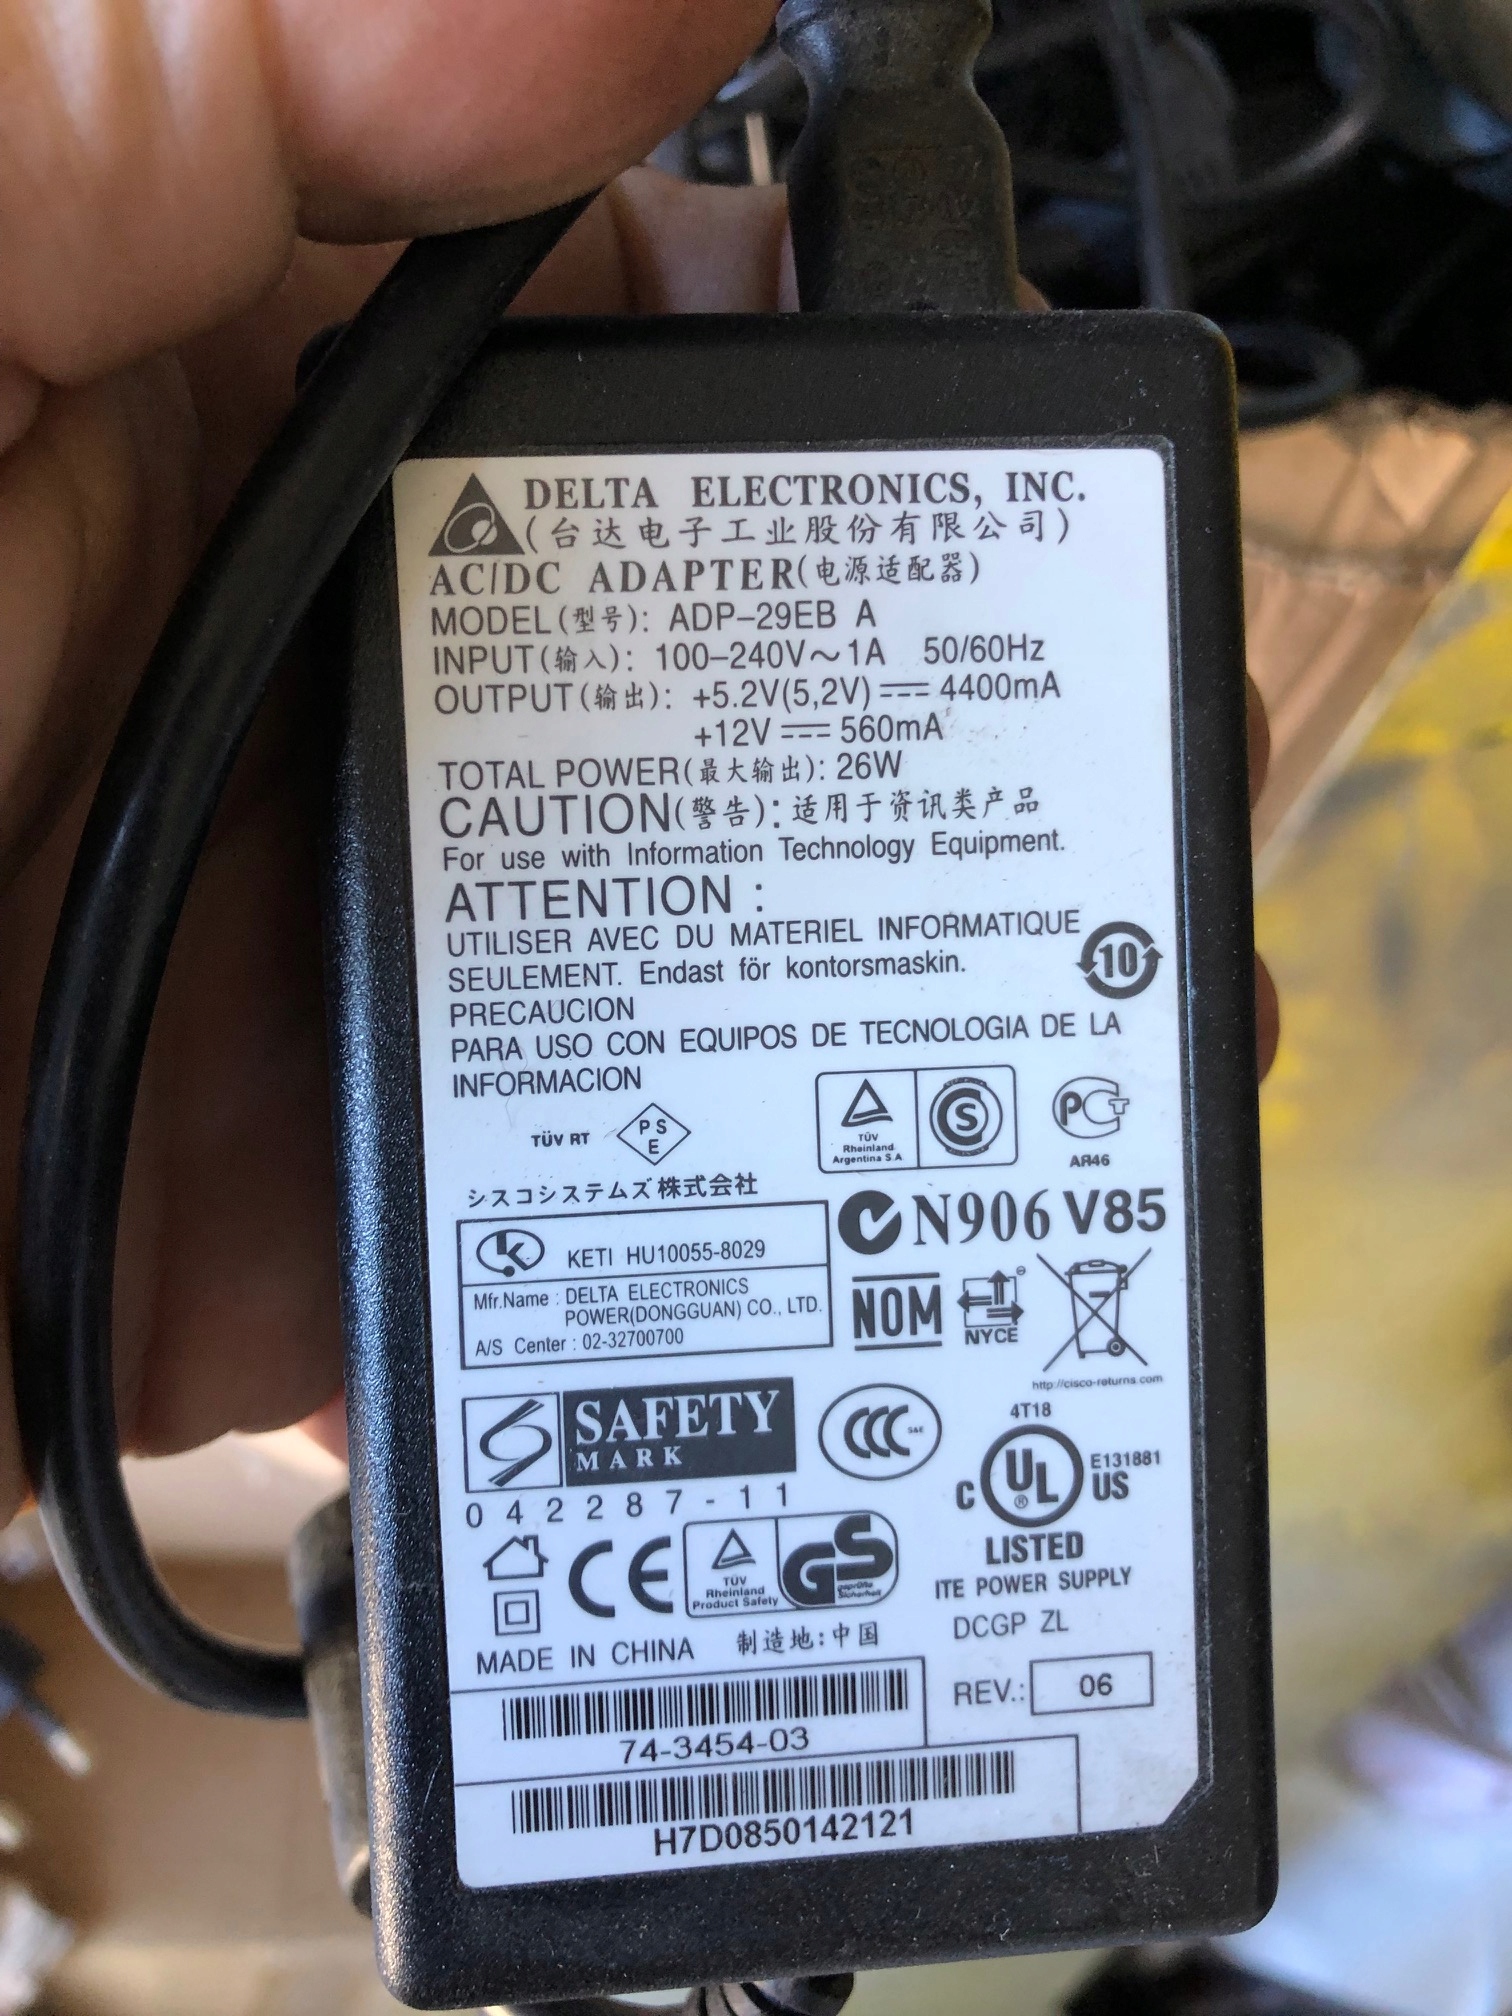 DELTA ELECTRONICS, INC.
(台达电子工业股份有限公司)
AC/DC ADAPTER(电源适配器)
MODEL(型号): ADP-29EB A
INPUT(输入): 100-240V~1A 50/60Hz
OUTPUT(输出): +5.2V(5,2V) ⎓ 4400mA
+12V ⎓ 560mA
TOTAL POWER(最大输出): 26W
CAUTION(警告): 适用于资讯类产品
For use with Information Technology Equipment.
ATTENTION :
UTILISER AVEC DU MATERIEL INFORMATIQUE
SEULEMENT. Endast för kontorsmaskin.
10
PRECAUCION
PARA USO CON EQUIPOS DE TECNOLOGIA DE LA
INFORMACION
TÜV RT
PS
E
TÜV
Rheinland
Argentina S A
S
PCT
AR46
シスコシステムズ株式会社
KETI HU10055-8029
Mfr.Name : DELTA ELECTRONICS
POWER(DONGGUAN) CO., LTD.
A/S Center : 02-32700700
N906 V85
NOM
NYCE
http://cisco-returns.com
SAFETY
MARK
042287-11
CCC
S&E
4T18
C UL ® US
E131881
LISTED
ITE POWER SUPPLY
DCGP ZL
CE
TÜV
Rheinland
Product Safety
GS
geprüfte
Sicherheit
MADE IN CHINA 制造地:中国
REV.: 06
74-3454-03
H7D0850142121